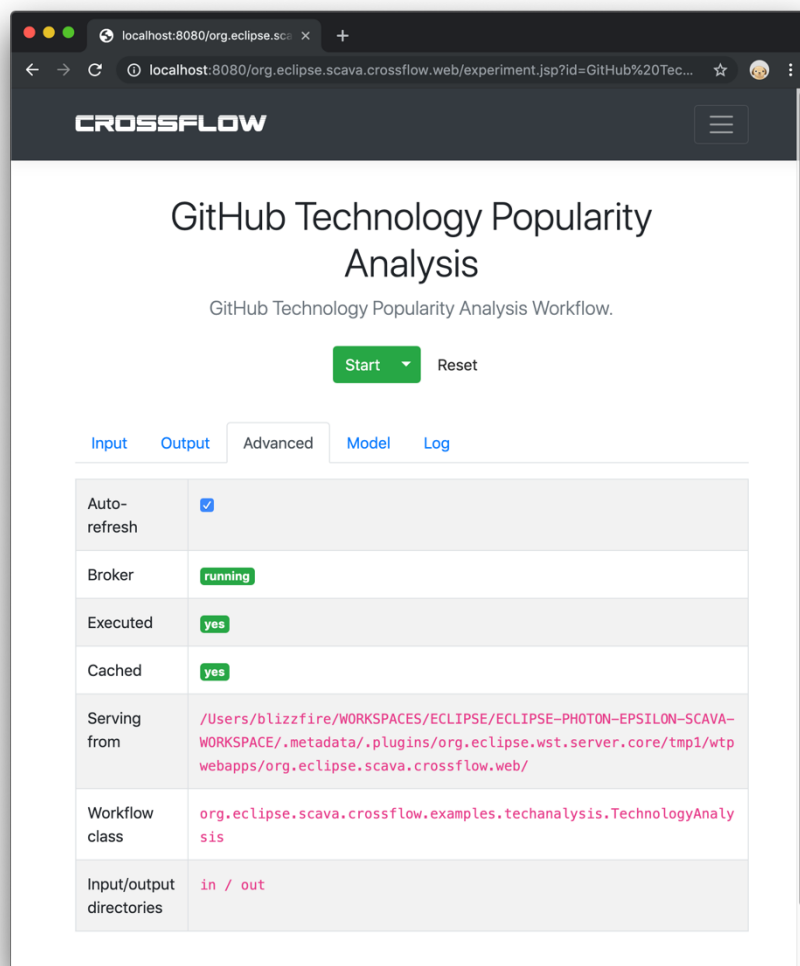 localhost:8080/org.eclipse.sca
localhost:8080/org.eclipse.scava.crossflow.web/experiment.jsp?id=GitHub%20Tec...
CROSSFLOW
GitHub Technology Popularity
Analysis
GitHub Technology Popularity Analysis Workflow.
Start Reset
Input Output Advanced Model Log
Auto-
refresh
Broker running
Executed yes
Cached yes
Serving /Users/blizzfire/WORKSPACES/ECLIPSE/ECLIPSE-PHOTON-EPSILON-SCAVA-
from WORKSPACE/.metadata/.plugins/org.eclipse.wst.server.core/tmp1/wtp
webapps/org.eclipse.scava.crossflow.web/
Workflow org.eclipse.scava.crossflow.examples.techanalysis.TechnologyAnaly
class sis
Input/output in / out
directories